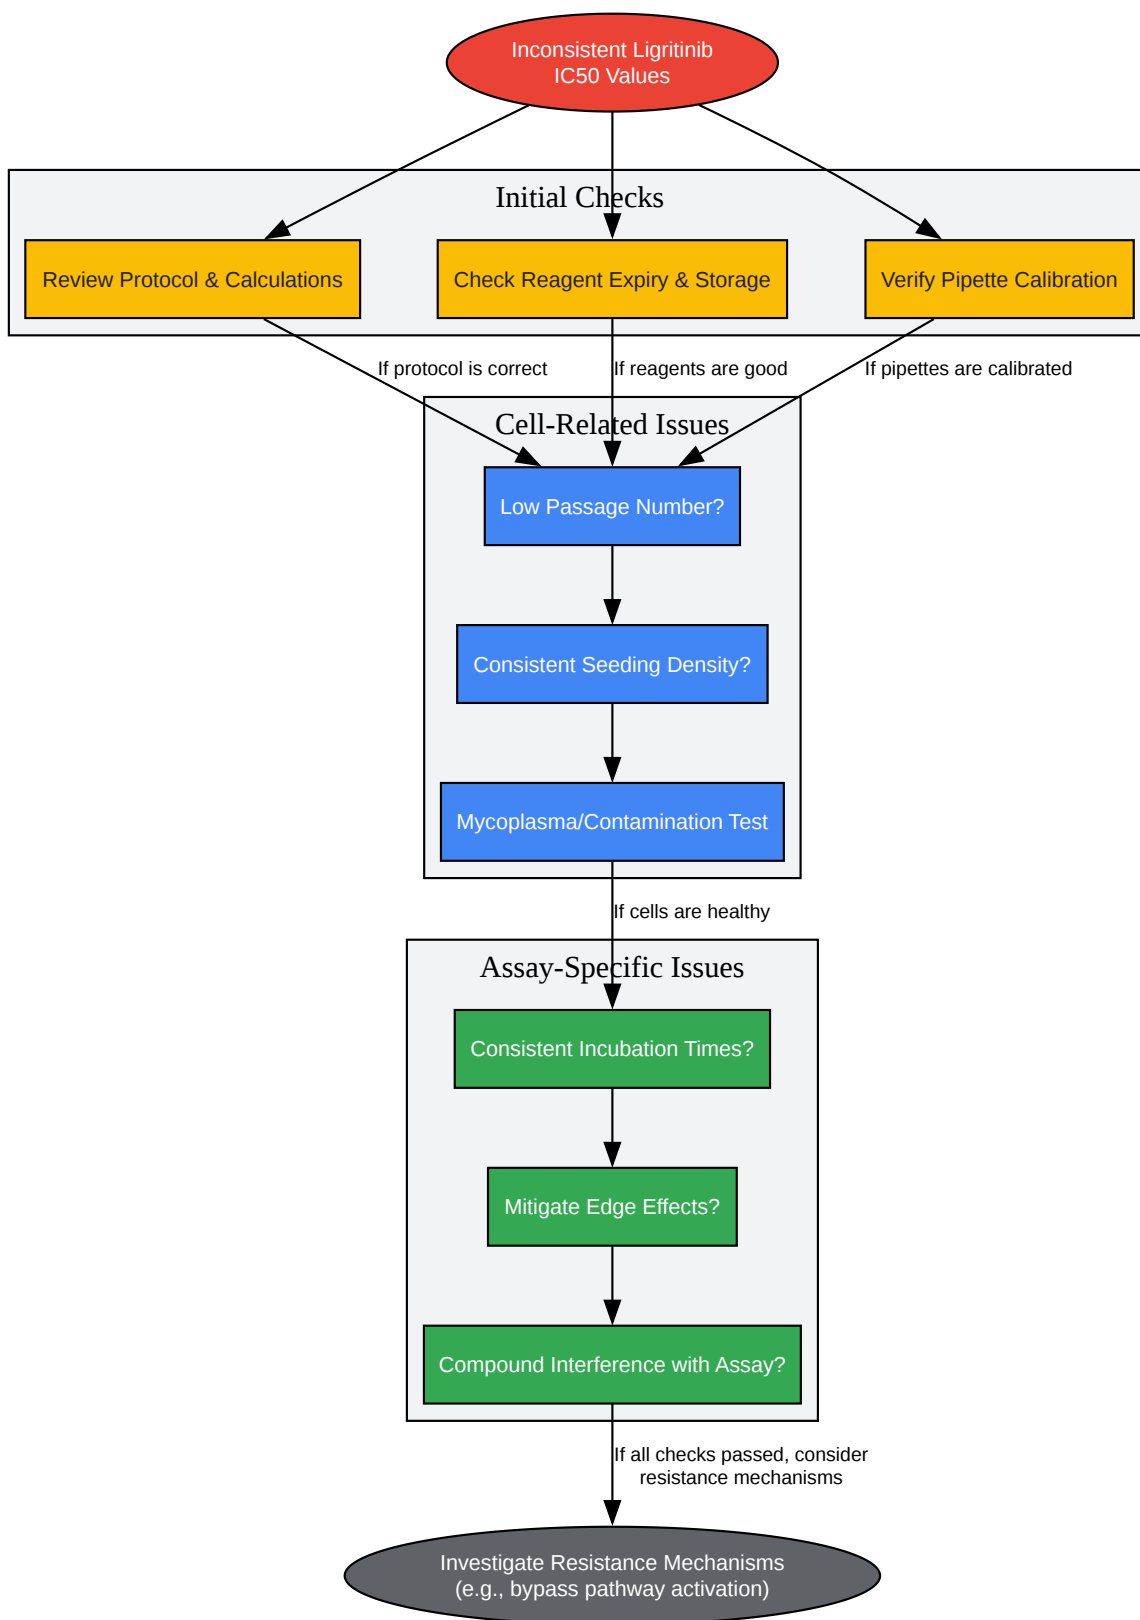 Inconsistent Ligritinib
IC50 Values
Initial Checks
Review Protocol & Calculations
Check Reagent Expiry & Storage
Verify Pipette Calibration
If protocol is correct
If reagents are good
If pipettes are calibrated
Cell-Related Issues
Low Passage Number?
Consistent Seeding Density?
Mycoplasma/Contamination Test
If cells are healthy
Assay-Specific Issues
Consistent Incubation Times?
Mitigate Edge Effects?
Compound Interference with Assay?
If all checks passed, consider
resistance mechanisms
Investigate Resistance Mechanisms
(e.g., bypass pathway activation)